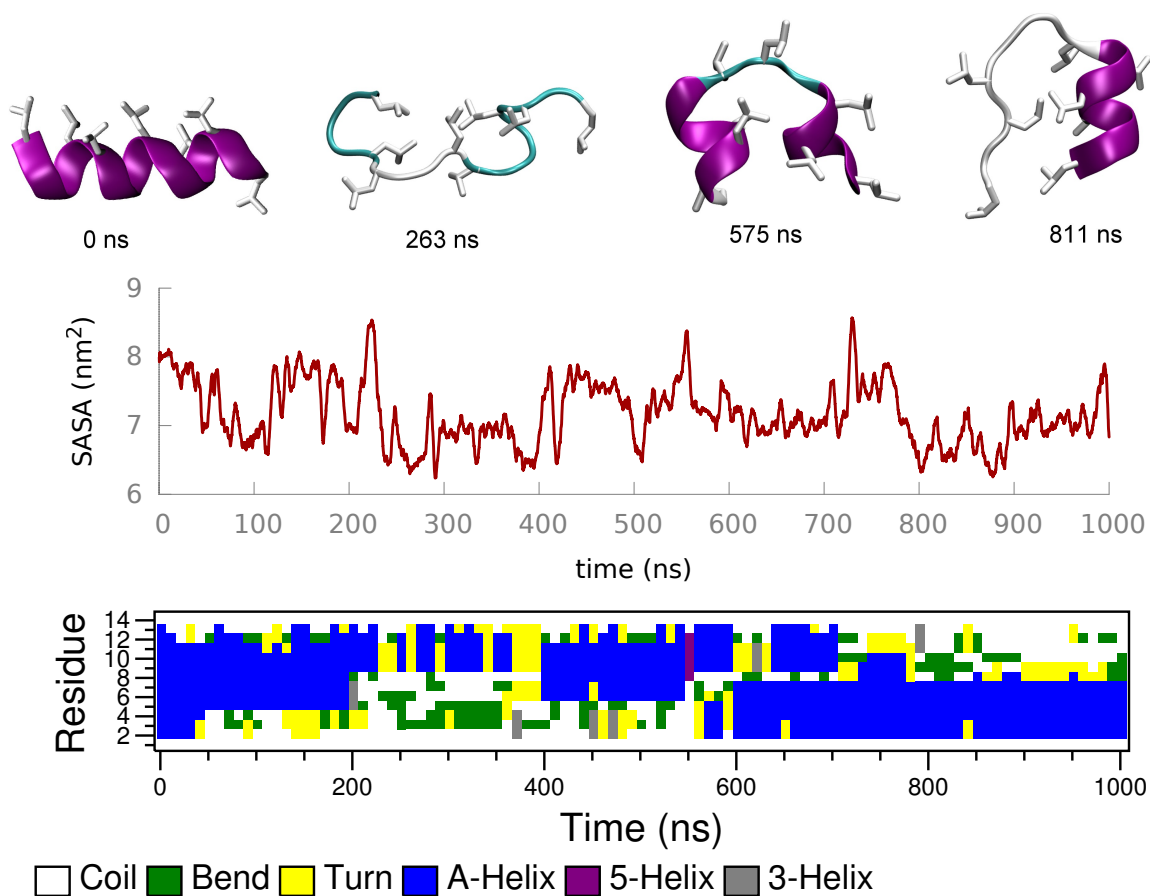 0 ns 263 ns 575 ns 811 ns
9
8
7
6
SASA (nm²)
0 100 200 300 400 500 600 700 800 900 1000
time (ns)
14
12
10
8
6
4
2
Residue
0 200 400 600 800 1000
Time (ns)
Coil Bend Turn A-Helix 5-Helix 3-Helix